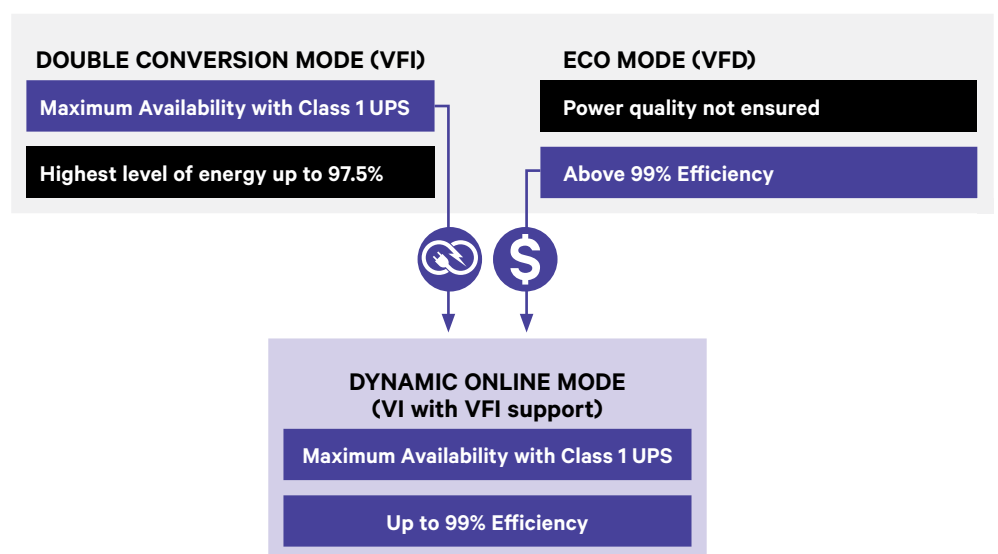 DOUBLE CONVERSION MODE (VFI)
Maximum Availability with Class 1 UPS
Highest level of energy up to 97.5%
ECO MODE (VFD)
Power quality not ensured
Above 99% Efficiency
$
DYNAMIC ONLINE MODE
(VI with VFI support)
Maximum Availability with Class 1 UPS
Up to 99% Efficiency